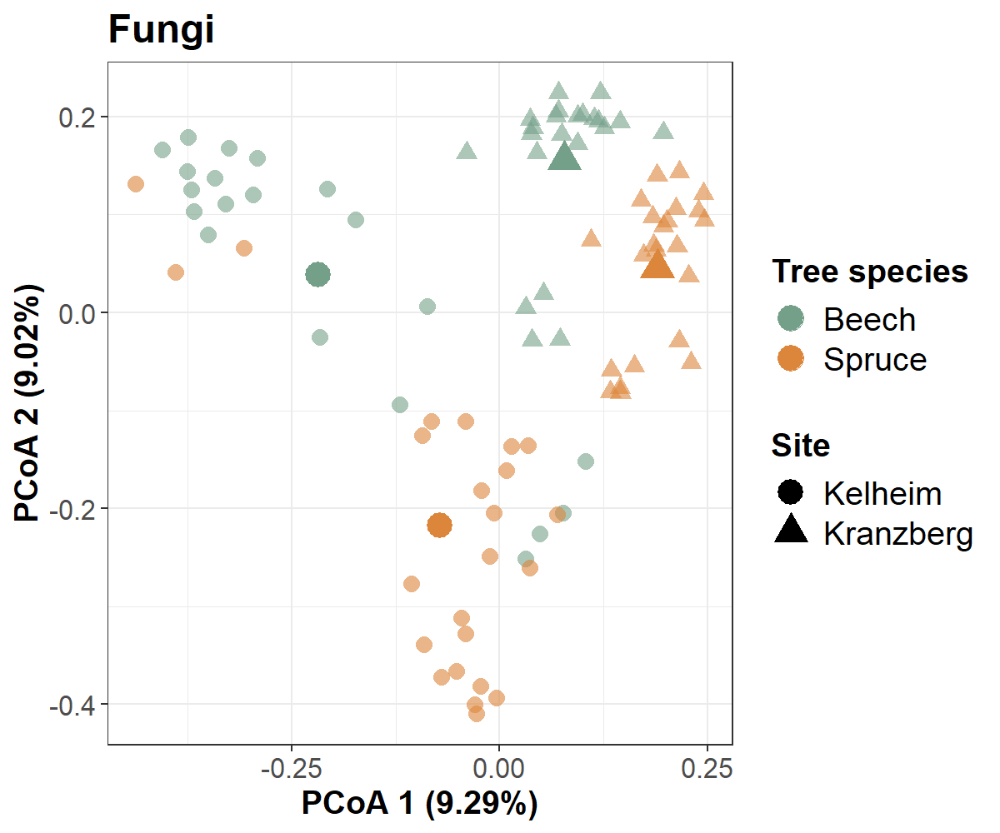 Fungi
0.2
0.0
-0.2
-0.4
PCoA 2 (9.02%)
-0.25
0.00
0.25
PCoA 1 (9.29%)
Tree species
Beech
Spruce
Site
Kelheim
Kranzberg